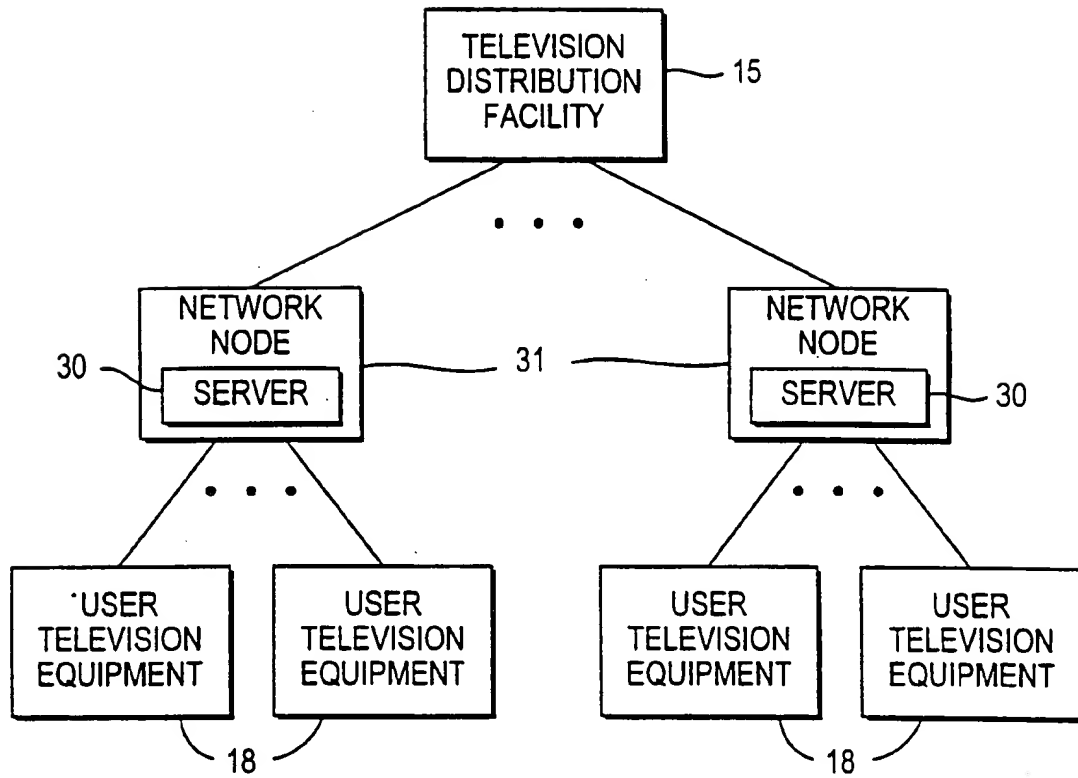 TELEVISION
DISTRIBUTION
FACILITY
15
NETWORK
NODE
SERVER
30
31
NETWORK
NODE
SERVER
30
USER
TELEVISION
EQUIPMENT
USER
TELEVISION
EQUIPMENT
18
USER
TELEVISION
EQUIPMENT
USER
TELEVISION
EQUIPMENT
18